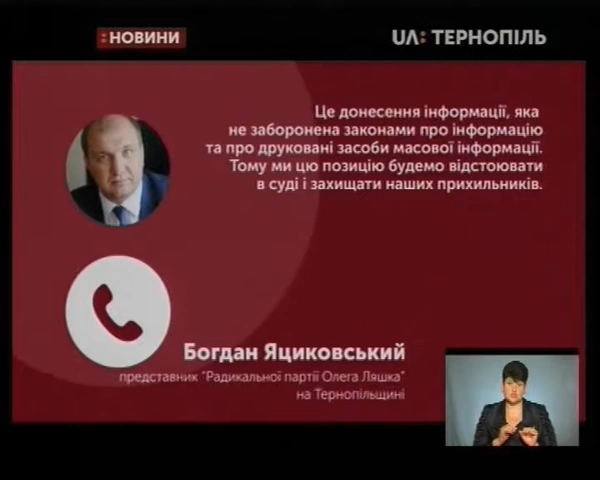 :НОВИНИ
UA: ТЕРНОПІЛЬ
Це донесення інформації, яка
не заборонена законами про інформацію
та про друковані засоби масової інформації.
Тому ми цю позицію будемо відстоювати
в суді і захищати наших прихильників.
Богдан Яциковський
представник "Радикальної партії Олега Ляшка"
на Тернопільщині